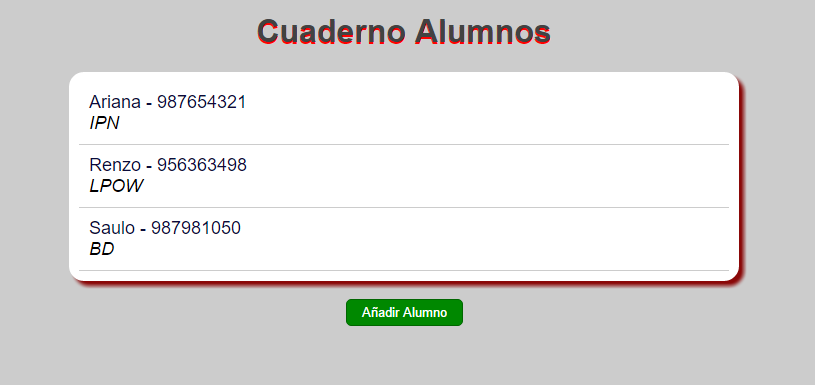 Cuaderno Alumnos
Ariana - 987654321
IPN
Renzo - 956363498
LPOW
Saulo - 987981050
BD
Añadir Alumno